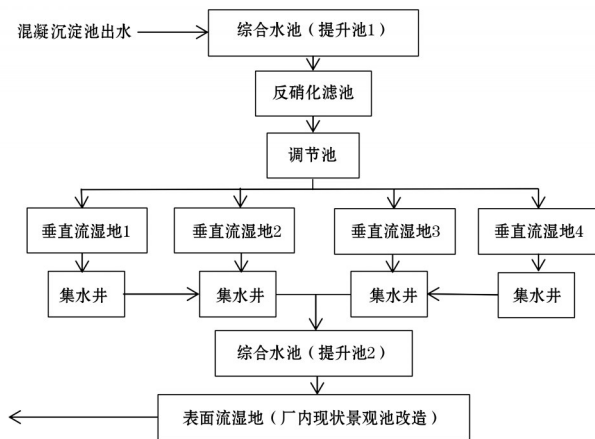 混凝沉淀池出水
综合水池（提升池1）
反硝化滤池
调节池
垂直流湿地1
垂直流湿地2
垂直流湿地3
垂直流湿地4
集水井
集水井
集水井
集水井
综合水池（提升池2）
表面流湿地（厂内现状景观池改造）